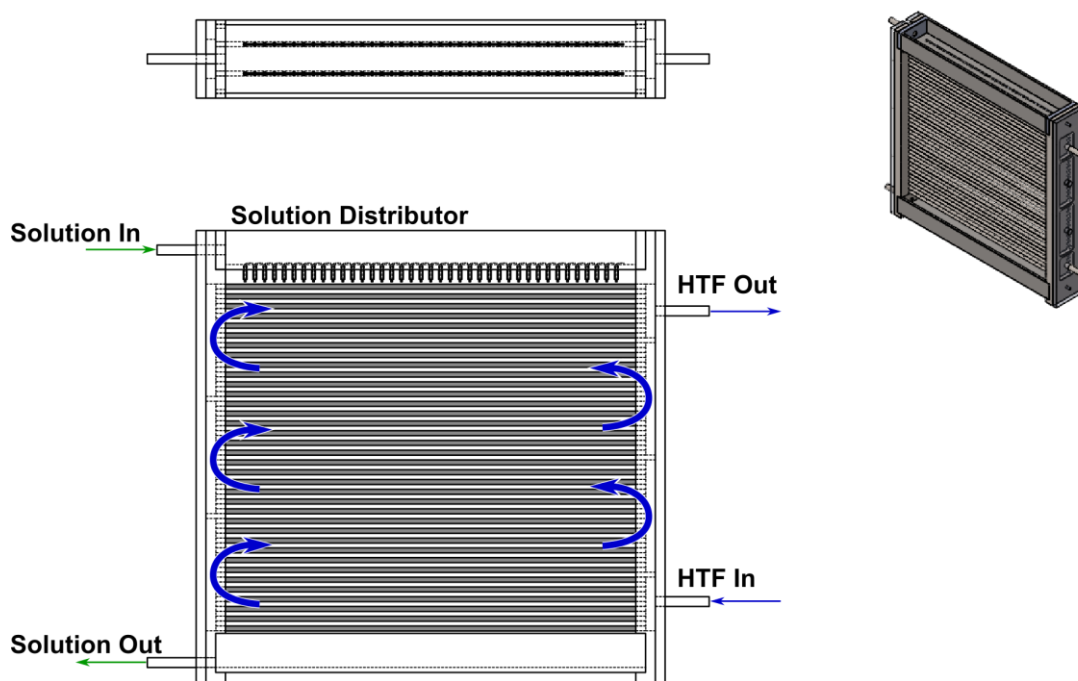 Solution Distributor
Solution In
HTF Out
HTF In
Solution Out